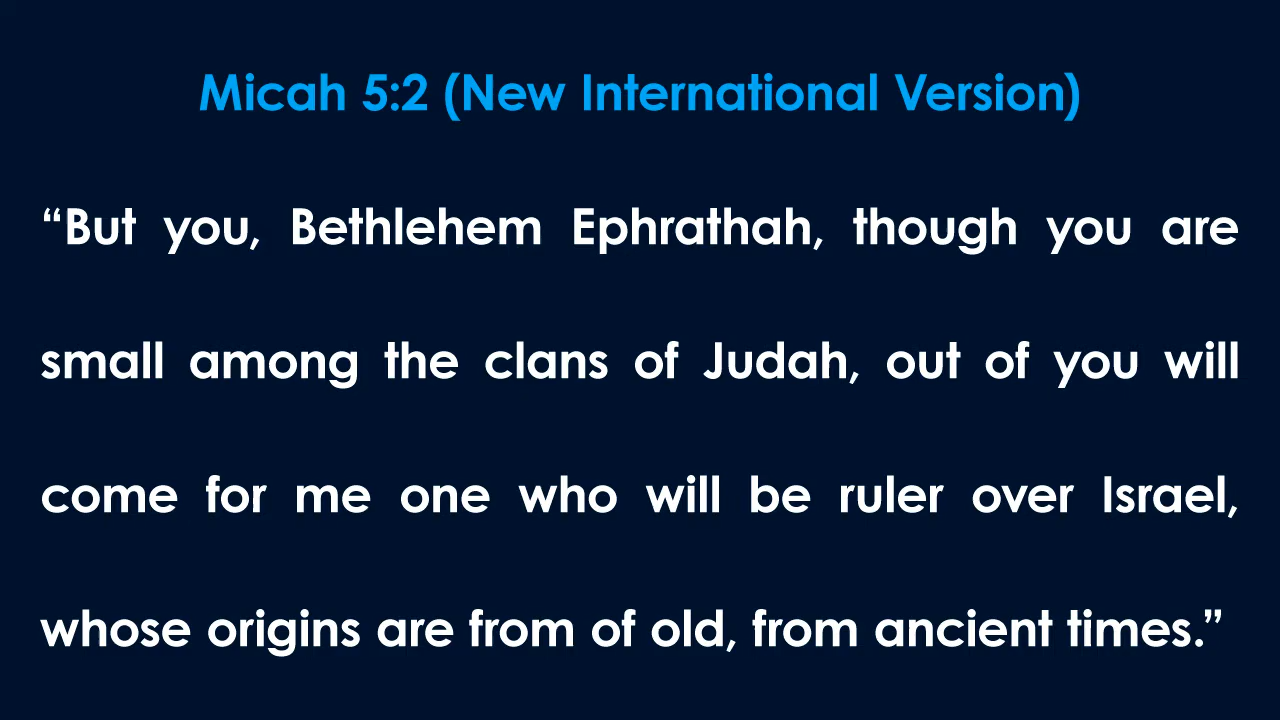 Micah 5:2 (New International Version)
“But you, Bethlehem Ephrathah, though you are
small among the clans of Judah, out of you will
come for me one who will be ruler over Israel,
whose origins are from of old, from ancient times.”